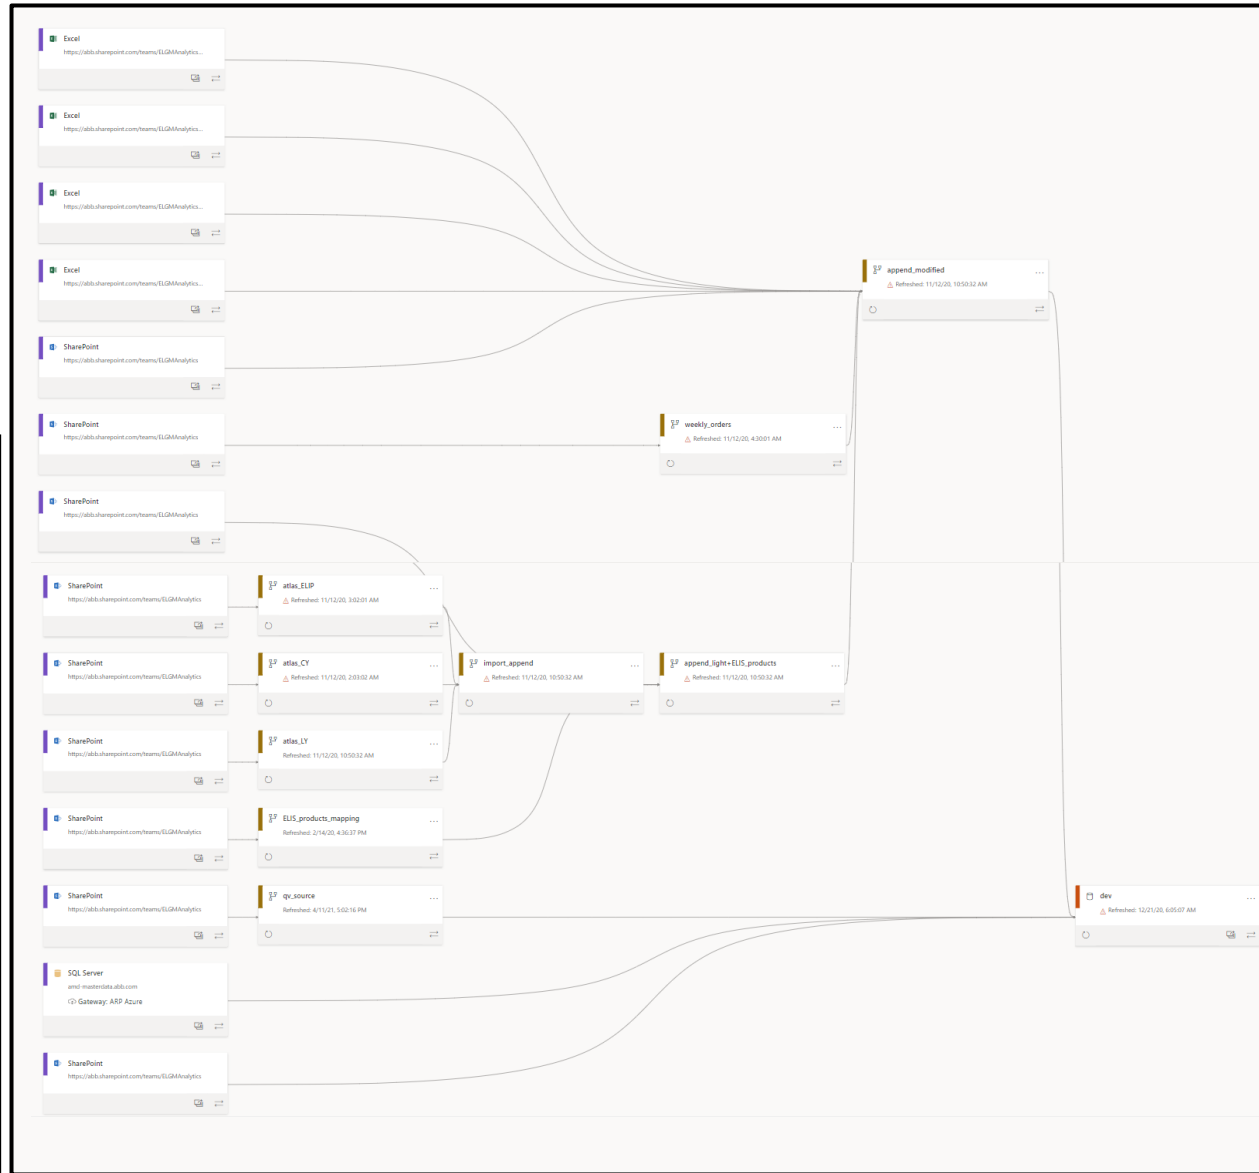 Excel
https://abb.sharepoint.com/teams/ELGMAnalytics...
Excel
https://abb.sharepoint.com/teams/ELGMAnalytics...
Excel
https://abb.sharepoint.com/teams/ELGMAnalytics...
Excel
https://abb.sharepoint.com/teams/ELGMAnalytics...
append_modified
Refreshed: 11/12/20, 10:50:32 AM
SharePoint
https://abb.sharepoint.com/teams/ELGMAnalytics
SharePoint
https://abb.sharepoint.com/teams/ELGMAnalytics
weekly_orders
Refreshed: 11/12/20, 4:30:01 AM
SharePoint
https://abb.sharepoint.com/teams/ELGMAnalytics
SharePoint
https://abb.sharepoint.com/teams/ELGMAnalytics
atlas_ELIP
Refreshed: 11/12/20, 3:02:01 AM
SharePoint
https://abb.sharepoint.com/teams/ELGMAnalytics
atlas_CY
Refreshed: 11/12/20, 2:03:02 AM
import_append
Refreshed: 11/12/20, 10:50:32 AM
append_light+ELIS_products
Refreshed: 11/12/20, 10:50:32 AM
SharePoint
https://abb.sharepoint.com/teams/ELGMAnalytics
atlas_LY
Refreshed: 11/12/20, 10:50:32 AM
SharePoint
https://abb.sharepoint.com/teams/ELGMAnalytics
ELIS_products_mapping
Refreshed: 2/14/20, 4:36:37 PM
SharePoint
https://abb.sharepoint.com/teams/ELGMAnalytics
qv_source
Refreshed: 4/11/21, 5:02:16 PM
dev
Refreshed: 12/21/20, 6:05:07 AM
SQL Server
amd-masterdata.abb.com
Gateway: ARP Azure
SharePoint
https://abb.sharepoint.com/teams/ELGMAnalytics